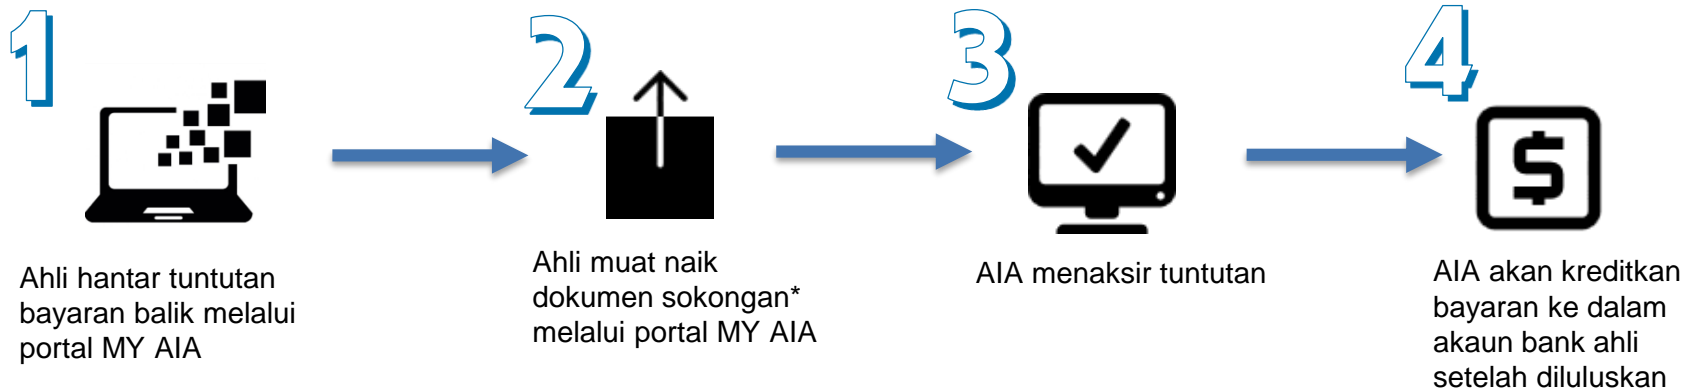 1
Ahli hantar tuntutan
bayaran balik melalui
portal MY AIA
2
Ahli muat naik
dokumen sokongan*
melalui portal MY AIA
3
AIA menaksir tuntutan
4
$
AIA akan kreditkan
bayaran ke dalam
akaun bank ahli
setelah diluluskan